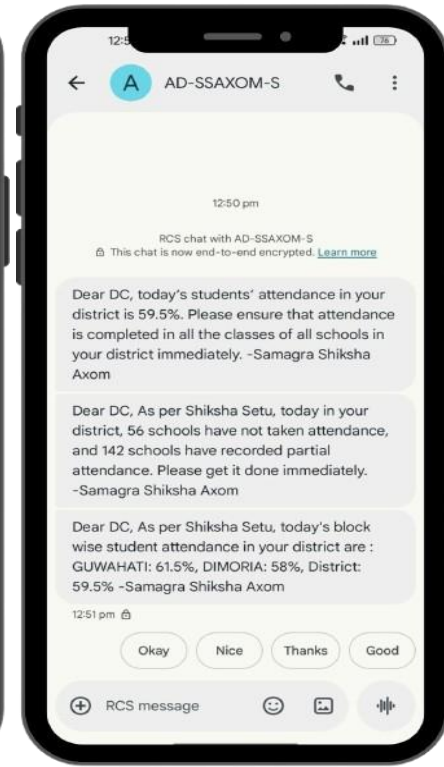 12:5
76
A AD-SSAXOM-S
12:50 pm
RCS chat with AD-SSAXOM-S
This chat is now end-to-end encrypted. Learn more
Dear DC, today's students' attendance in your
district is 59.5%. Please ensure that attendance
is completed in all the classes of all schools in
your district immediately. -Samagra Shiksha
Axom
Dear DC, As per Shiksha Setu, today in your
district, 56 schools have not taken attendance,
and 142 schools have recorded partial
attendance. Please get it done immediately.
-Samagra Shiksha Axom
Dear DC, As per Shiksha Setu, today's block
wise student attendance in your district are :
GUWAHATI: 61.5%, DIMORIA: 58%, District:
59.5% -Samagra Shiksha Axom
12:51 pm
Okay Nice Thanks Good
RCS message